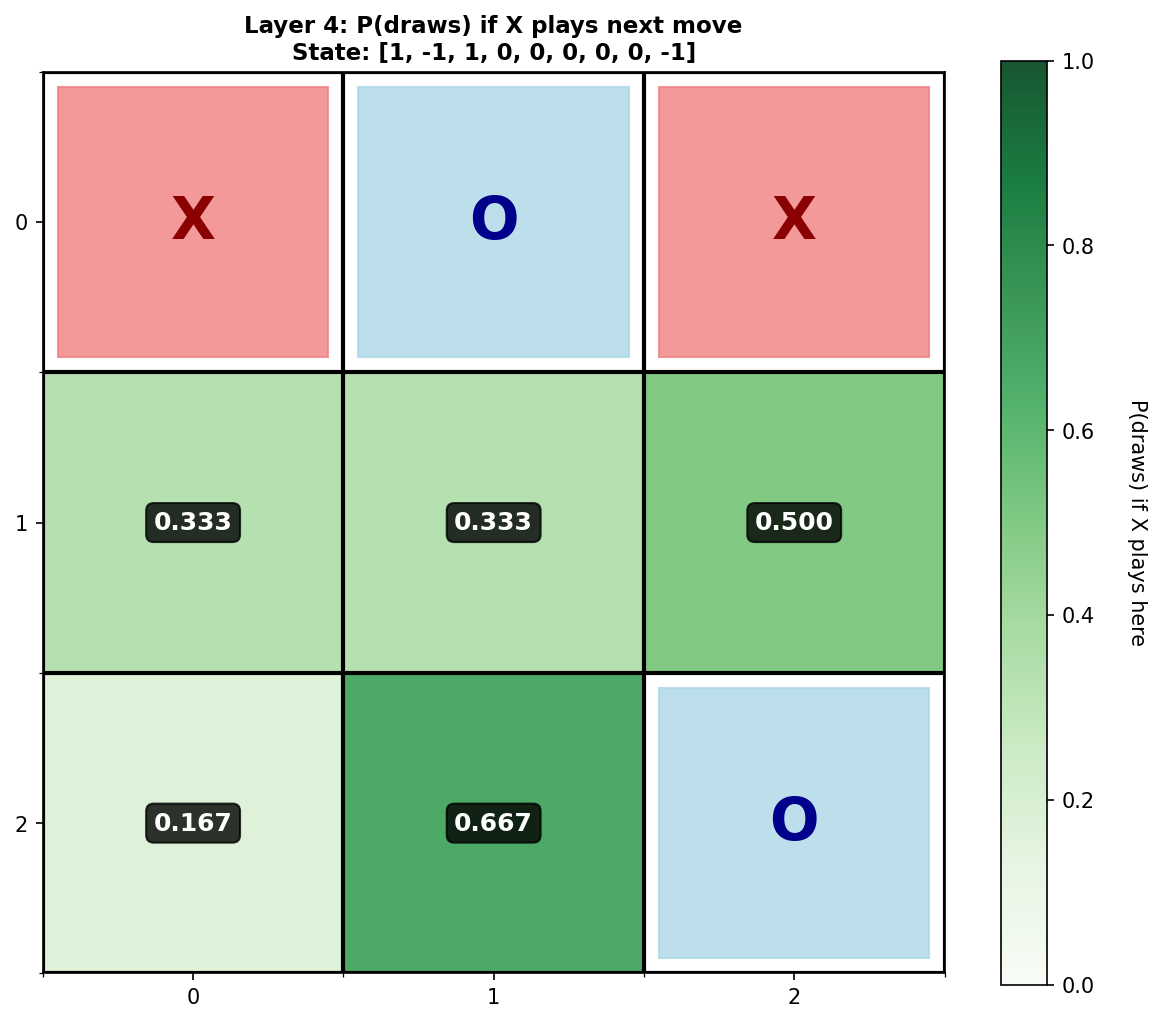 Layer 4: P(draws) if X plays next move
State: [1, -1, 1, 0, 0, 0, 0, 0, -1]
X
O
X
0.333
0.333
0.500
0.167
0.667
O
0
1
2
0
1
2
1.0
0.8
0.6
0.4
0.2
0.0
P(draws) if X plays here